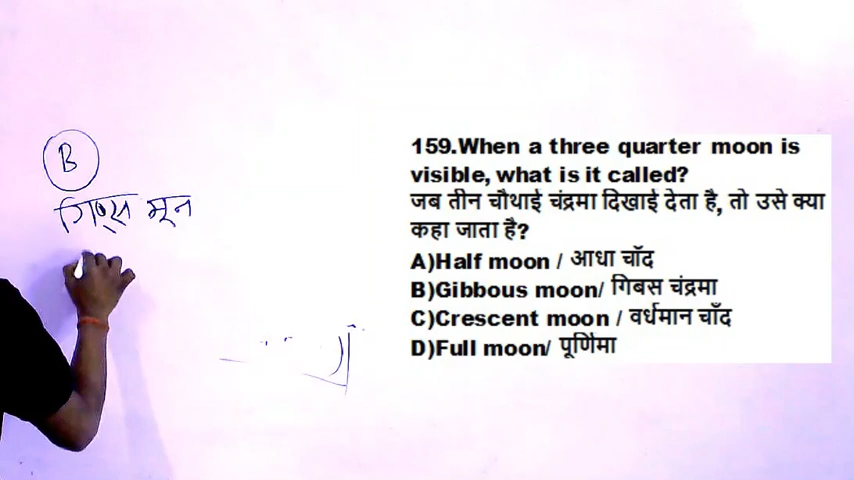 B
गिब्स मून
159.When a three quarter moon is
visible, what is it called?
जब तीन चौथाई चंद्रमा दिखाई देता है, तो उसे क्या
कहा जाता है?
A)Half moon / आधा चाँद
B)Gibbous moon/ गिबस चंद्रमा
C)Crescent moon / वर्धमान चाँद
D)Full moon/ पूर्णिमा